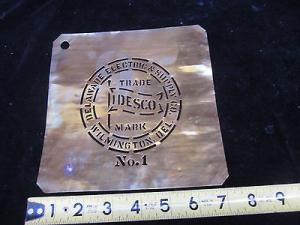 DELAWARE ELECTRIC & SUPPLY CO.
TRADE
DESCO
MARK
WILMINGTON DEL.
No. 1
1 2 3 4 5 6 7 8 9